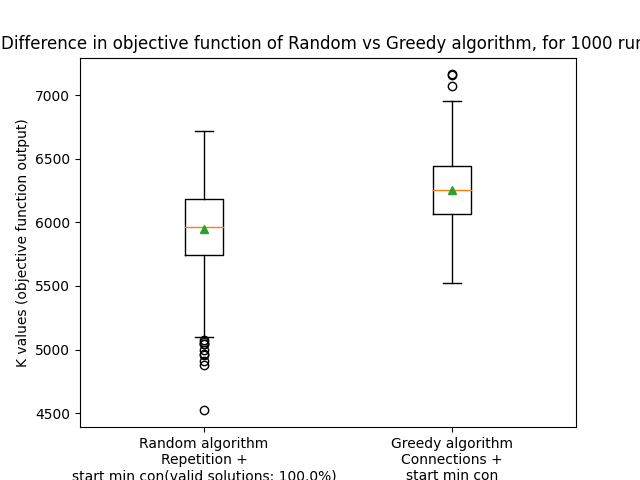 Difference in objective function of Random vs Greedy algorithm, for 1000
7000
6500
6000
5500
5000
4500
K values (objective function output)
Random algorithm
Repetition +
start min con(valid solutions: 100.0%)
Greedy algorithm
Connections +
start min con